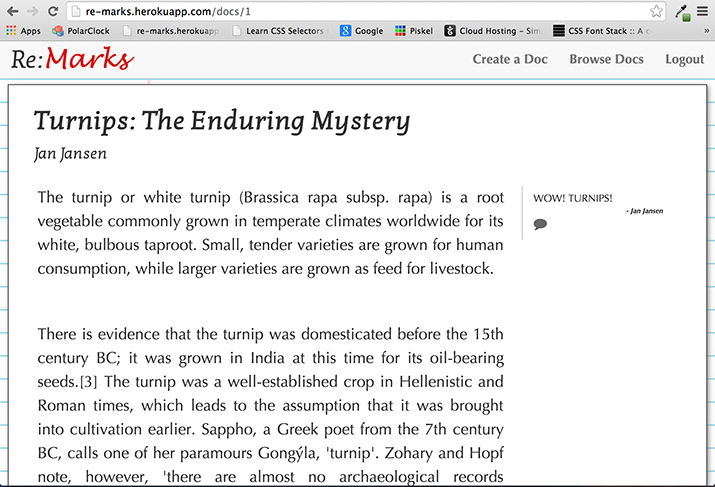 re-marks.herokuapp.com/docs/1
Apps PolarClock re-marks.herokuapp Learn CSS Selectors Google Piskel Cloud Hosting – Sim CSS Font Stack :: A c
Re:Marks Create a Doc Browse Docs Logout
Turnips: The Enduring Mystery
Jan Jansen
The turnip or white turnip (Brassica rapa subsp. rapa) is a root
vegetable commonly grown in temperate climates worldwide for its
white, bulbous taproot. Small, tender varieties are grown for human
consumption, while larger varieties are grown as feed for livestock.
WOW! TURNIPS!
- Jan Jansen
There is evidence that the turnip was domesticated before the 15th
century BC; it was grown in India at this time for its oil-bearing
seeds.[3] The turnip was a well-established crop in Hellenistic and
Roman times, which leads to the assumption that it was brought
into cultivation earlier. Sappho, a Greek poet from the 7th century
BC, calls one of her paramours Gongýla, 'turnip'. Zohary and Hopf
note, however, 'there are almost no archaeological records